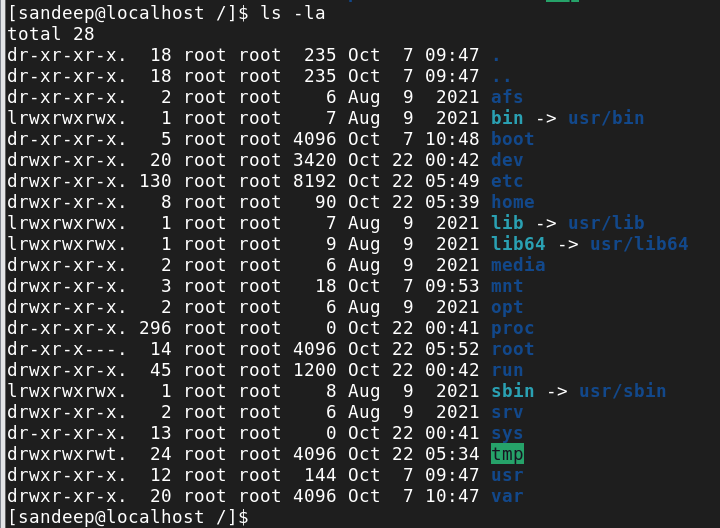 [sandeep@localhost /]$ ls -la
total 28
dr-xr-xr-x.  18 root root  235 Oct  7 09:47 .
dr-xr-xr-x.  18 root root  235 Oct  7 09:47 ..
dr-xr-xr-x.   2 root root    6 Aug  9  2021 afs
lrwxrwxrwx.   1 root root    7 Aug  9  2021 bin -> usr/bin
dr-xr-xr-x.   5 root root 4096 Oct  7 10:48 boot
drwxr-xr-x.  20 root root 3420 Oct 22 00:42 dev
drwxr-xr-x. 130 root root 8192 Oct 22 05:49 etc
drwxr-xr-x.   8 root root   90 Oct 22 05:39 home
lrwxrwxrwx.   1 root root    7 Aug  9  2021 lib -> usr/lib
lrwxrwxrwx.   1 root root    9 Aug  9  2021 lib64 -> usr/lib64
drwxr-xr-x.   2 root root    6 Aug  9  2021 media
drwxr-xr-x.   3 root root   18 Oct  7 09:53 mnt
drwxr-xr-x.   2 root root    6 Aug  9  2021 opt
dr-xr-xr-x. 296 root root    0 Oct 22 00:41 proc
dr-xr-x---.  14 root root 4096 Oct 22 05:52 root
drwxr-xr-x.  45 root root 1200 Oct 22 00:42 run
lrwxrwxrwx.   1 root root    8 Aug  9  2021 sbin -> usr/sbin
drwxr-xr-x.   2 root root    6 Aug  9  2021 srv
dr-xr-xr-x.  13 root root    0 Oct 22 00:41 sys
drwxrwxrwt.  24 root root 4096 Oct 22 05:34 tmp
drwxr-xr-x.  12 root root  144 Oct  7 09:47 usr
drwxr-xr-x.  20 root root 4096 Oct  7 10:47 var
[sandeep@localhost /]$